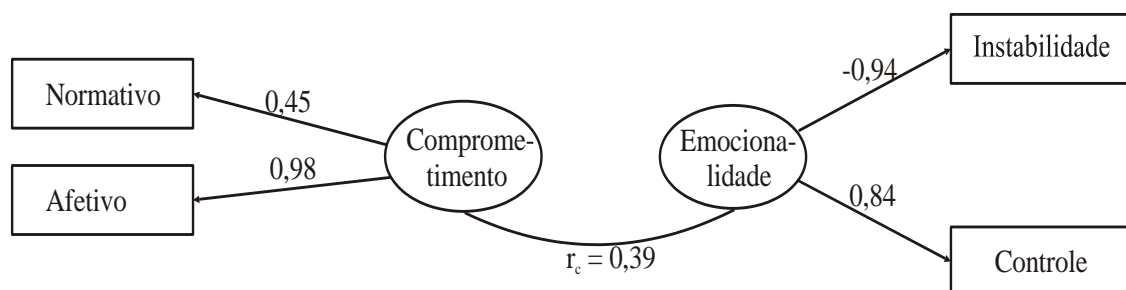 Normativo
0,45
Afetivo
0,98
Comprome-
timento
r_c = 0,39
Emociona-
lidade
-0,94
Instabilidade
0,84
Controle